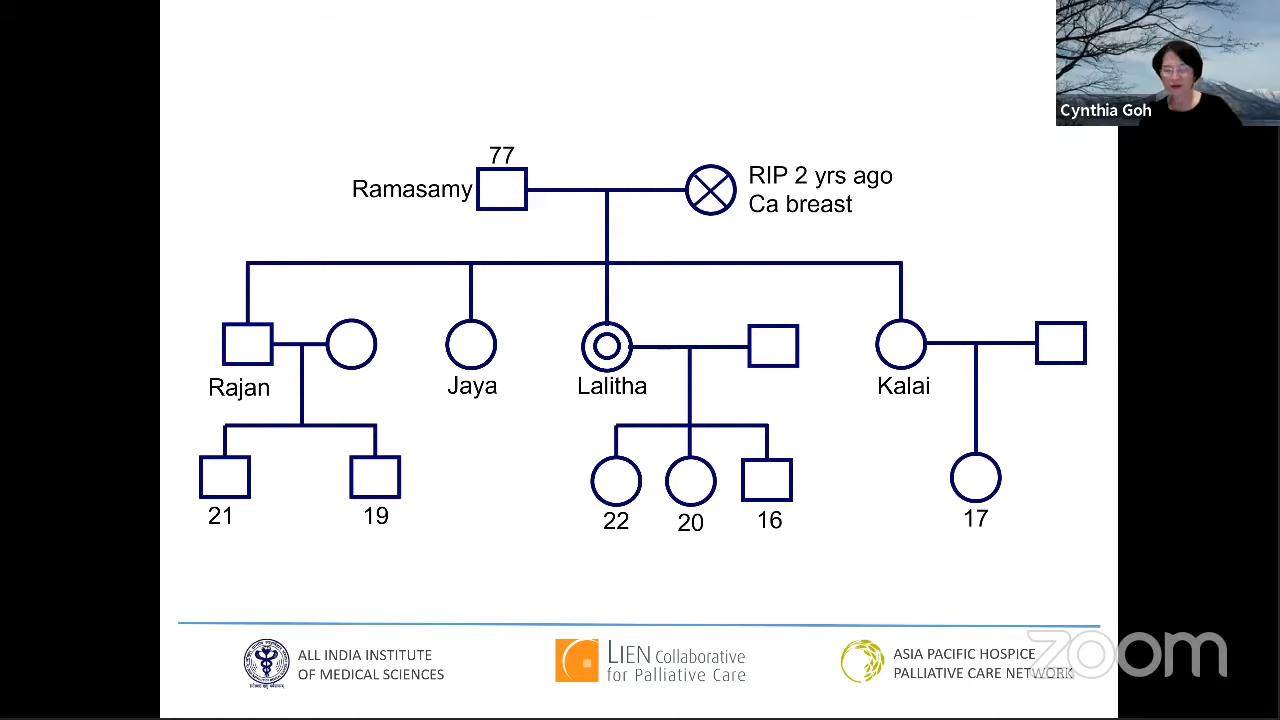 Cynthia Goh
77
Ramasamy
RIP 2 yrs ago
Ca breast
Rajan
Jaya
Lalitha
Kalai
21
19
22
20
16
17
ALL INDIA INSTITUTE
OF MEDICAL SCIENCES
LIEN Collaborative
for Palliative Care
ASIA PACIFIC HOSPICE
PALLIATIVE CARE NETWORK
zoom